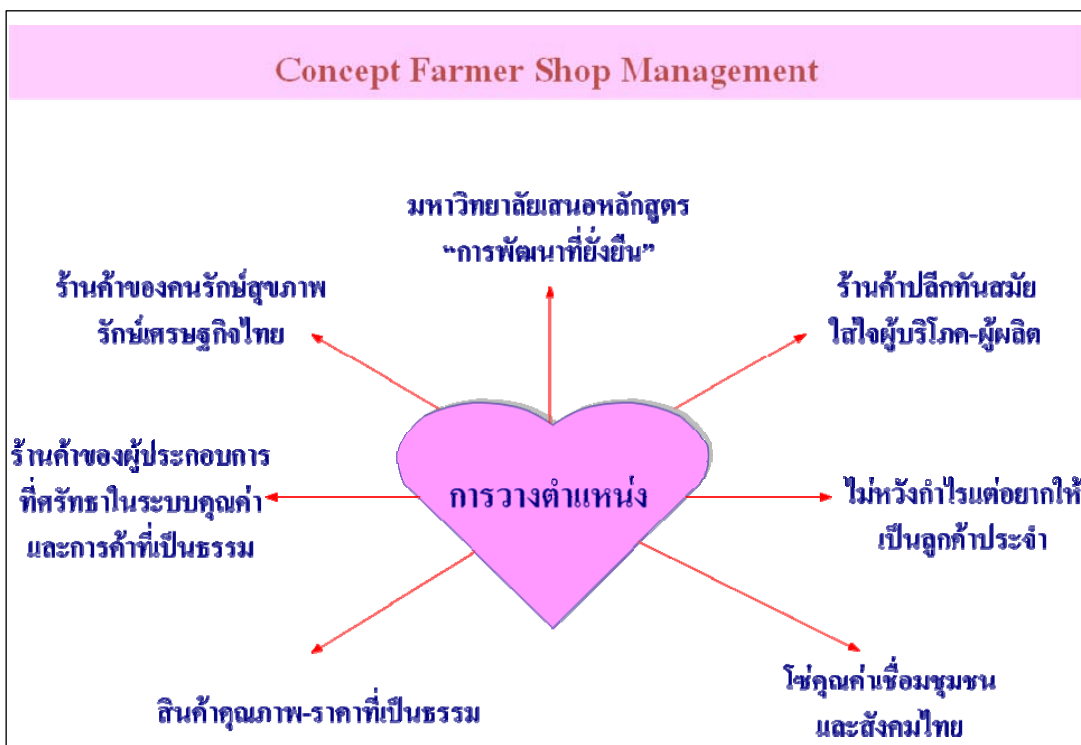 Concept Farmer Shop Management
มหาวิทยาลัยเสนอหลักสูตร
“การพัฒนาที่ยั่งยืน”
ร้านค้าของคนรักษ์สุขภาพ
รักษ์เศรษฐกิจไทย
ร้านค้าปลีกทันสมัย
ใส่ใจผู้บริโภค-ผู้ผลิต
ร้านค้าของผู้ประกอบการ
ที่ศรัทธาในระบบคุณค่า
และการค้าที่เป็นธรรม
การวางตำแหน่ง
ไม่หวังกำไรแต่อยากให้
เป็นลูกค้าประจำ
สินค้าคุณภาพ-ราคาที่เป็นธรรม
โซ่คุณค่าเชื่อมชุมชน
และสังคมไทย